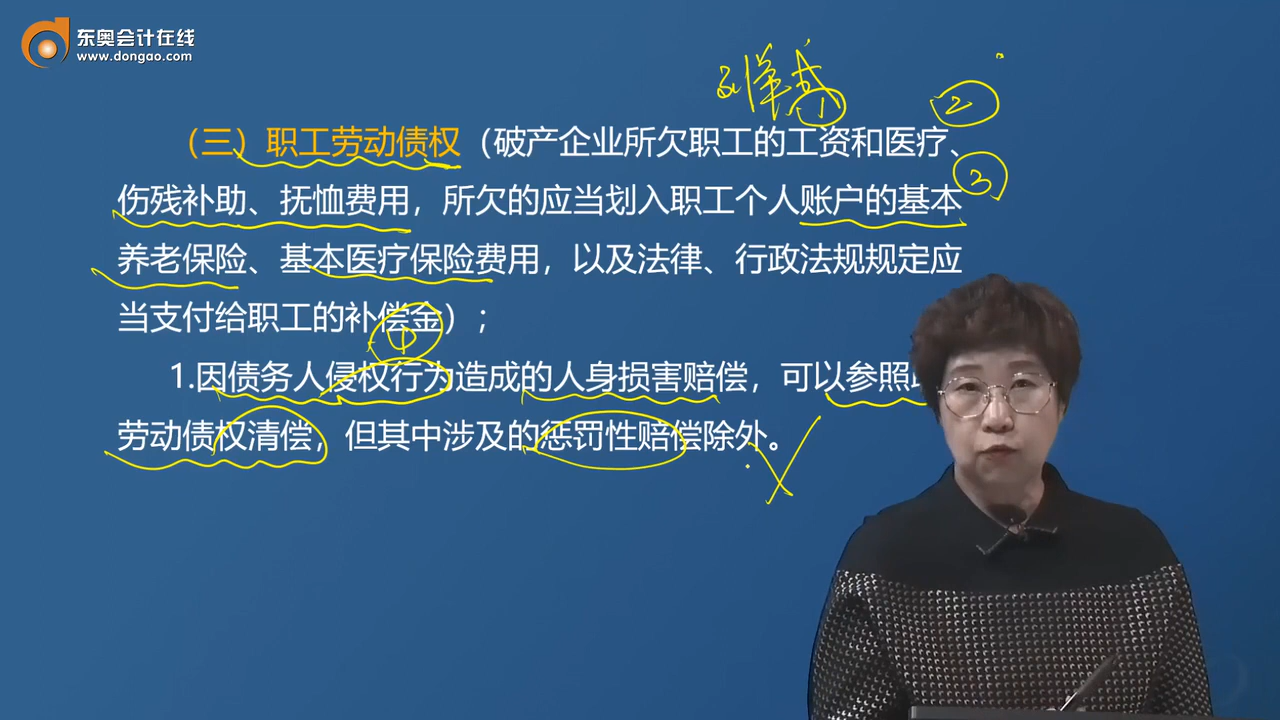 东奥会计在线
www.dongao.com
① ②
（三）职工劳动债权（破产企业所欠职工的工资和医疗、
③
伤残补助、抚恤费用，所欠的应当划入职工个人账户的基本
养老保险、基本医疗保险费用，以及法律、行政法规规定应
当支付给职工的补偿金）；
①
1.因债务人侵权行为造成的人身损害赔偿，可以参照
劳动债权清偿，但其中涉及的惩罚性赔偿除外。